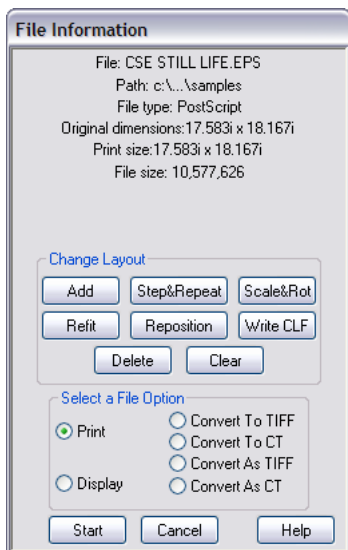 File Information
File: CSE STILL LIFE.EPS
Path: c:\...\samples
File type: PostScript
Original dimensions:17.583i x 18.167i
Print size:17.583i x 18.167i
File size: 10,577,626
Change Layout
Add Step&Repeat Scale&Rot
Refit Reposition Write CLF
Delete Clear
Select a File Option
Print
Display
Convert To TIFF
Convert To CT
Convert As TIFF
Convert As CT
Start Cancel Help